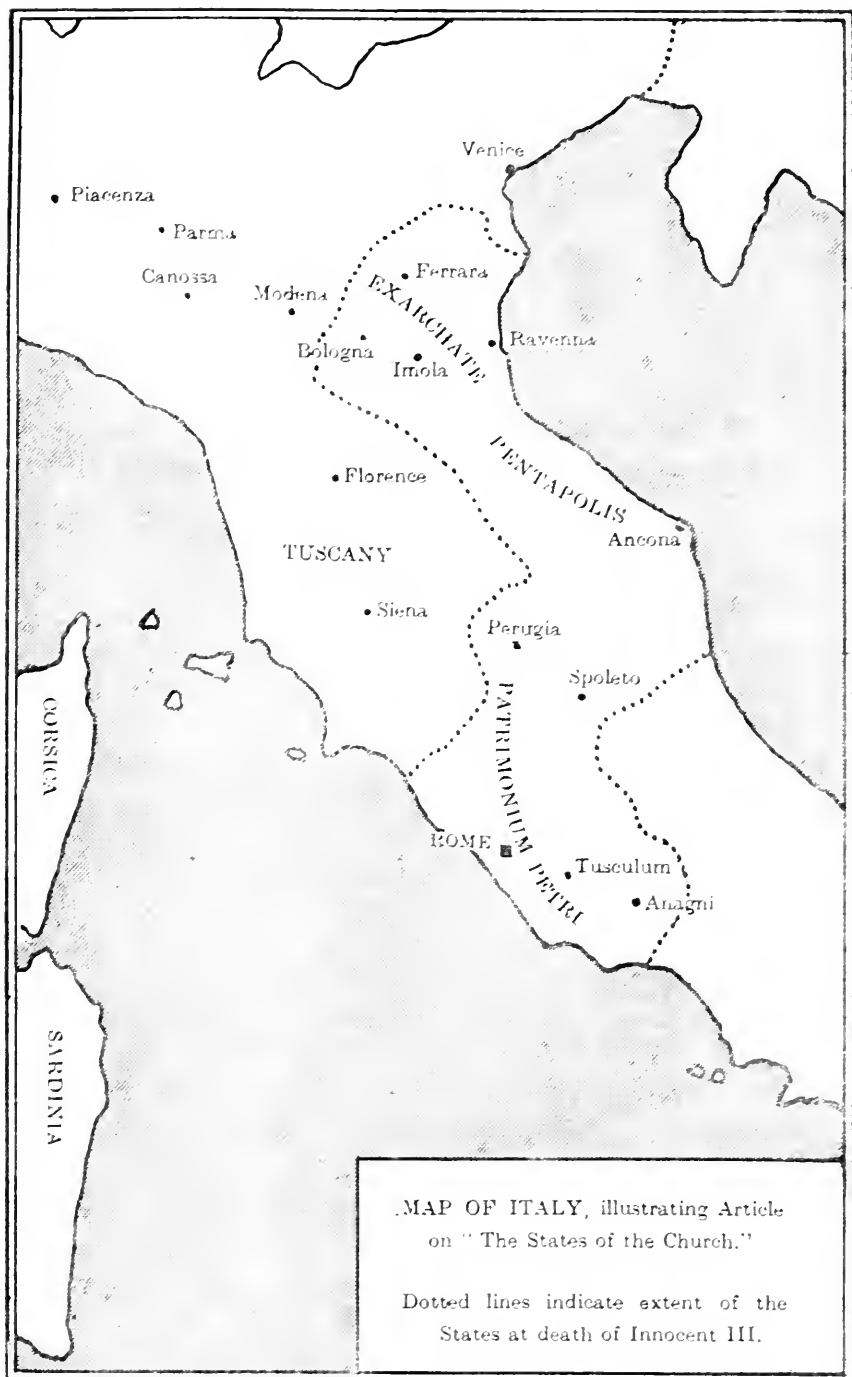 Venice
Piacenza
Parma
Canossa
Modena
Ferrara
EXARCHATE
Bologna
Imola
Ravenna
PENTAPOLIS
Florence
Ancona
TUSCANY
Siena
Perugia
Spoleto
CORSICA
PATRIMONIUM PETRI
ROME
Tusculum
Anagni
SARDINIA
MAP OF ITALY, illustrating Article
on "The States of the Church."
Dotted lines indicate extent of the
States at death of Innocent III.